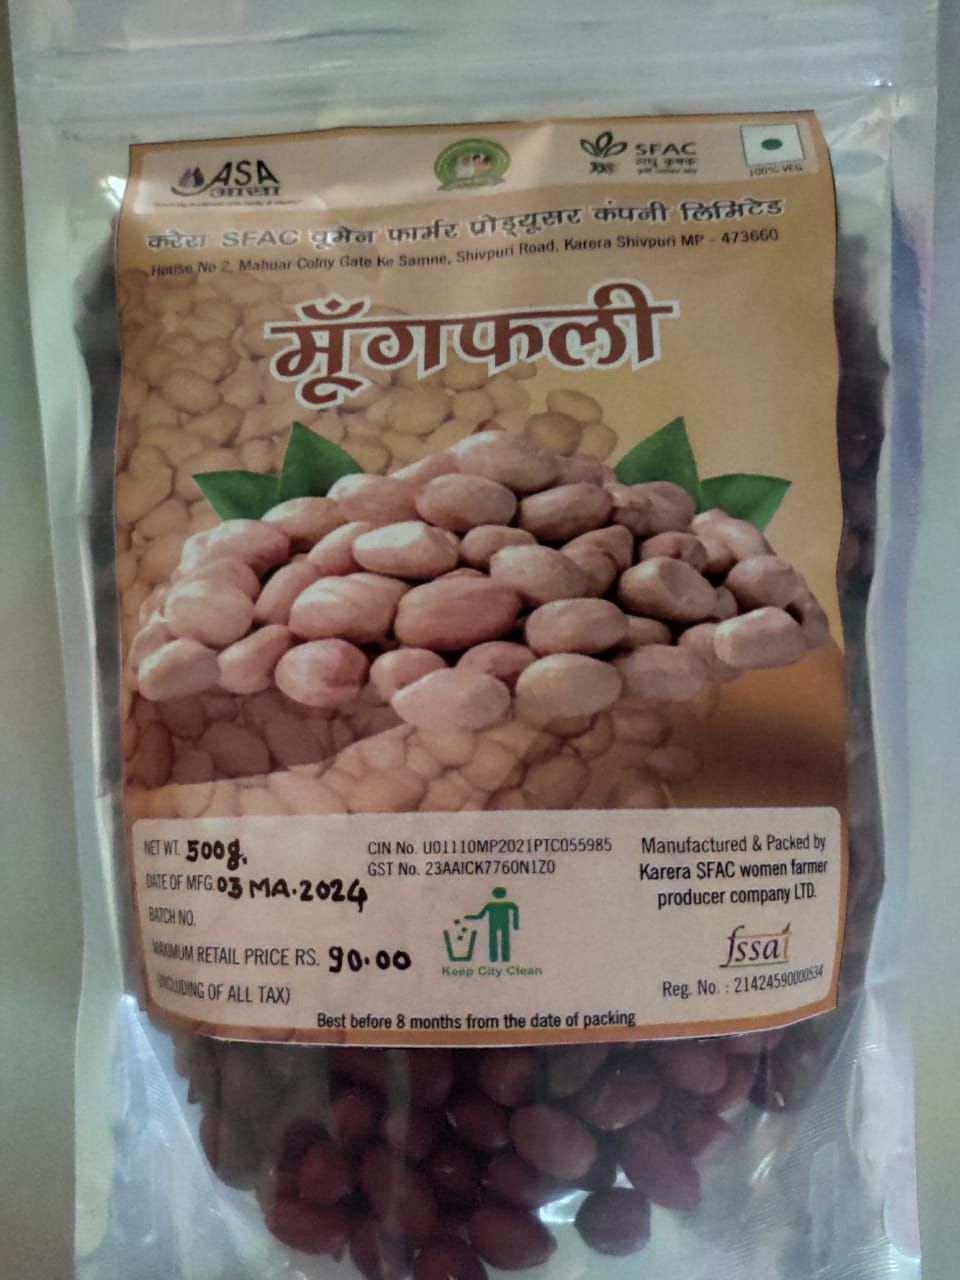 ASA
आसा
SFAC
लघु कृषक
100% VEG
करेरा SFAC वूमेन फार्मर प्रोड्यूसर कंपनी लिमिटेड
House No 2, Mahuar Colny Gate Ke Samne, Shivpuri Road, Karera Shivpuri MP - 473660
मूँगफली
NET WT. 500g.
DATE OF MFG. 03 MA.2024
BATCH NO.
MAXIMUM RETAIL PRICE RS. 90.00
(INCLUDING OF ALL TAX)
CIN No. U01110MP2021PTC055985
GST No. 23AAICK7760N1Z0
Keep City Clean
Manufactured & Packed by
Karera SFAC women farmer
producer company LTD.
fssai
Reg. No. : 21424590000534
Best before 8 months from the date of packing